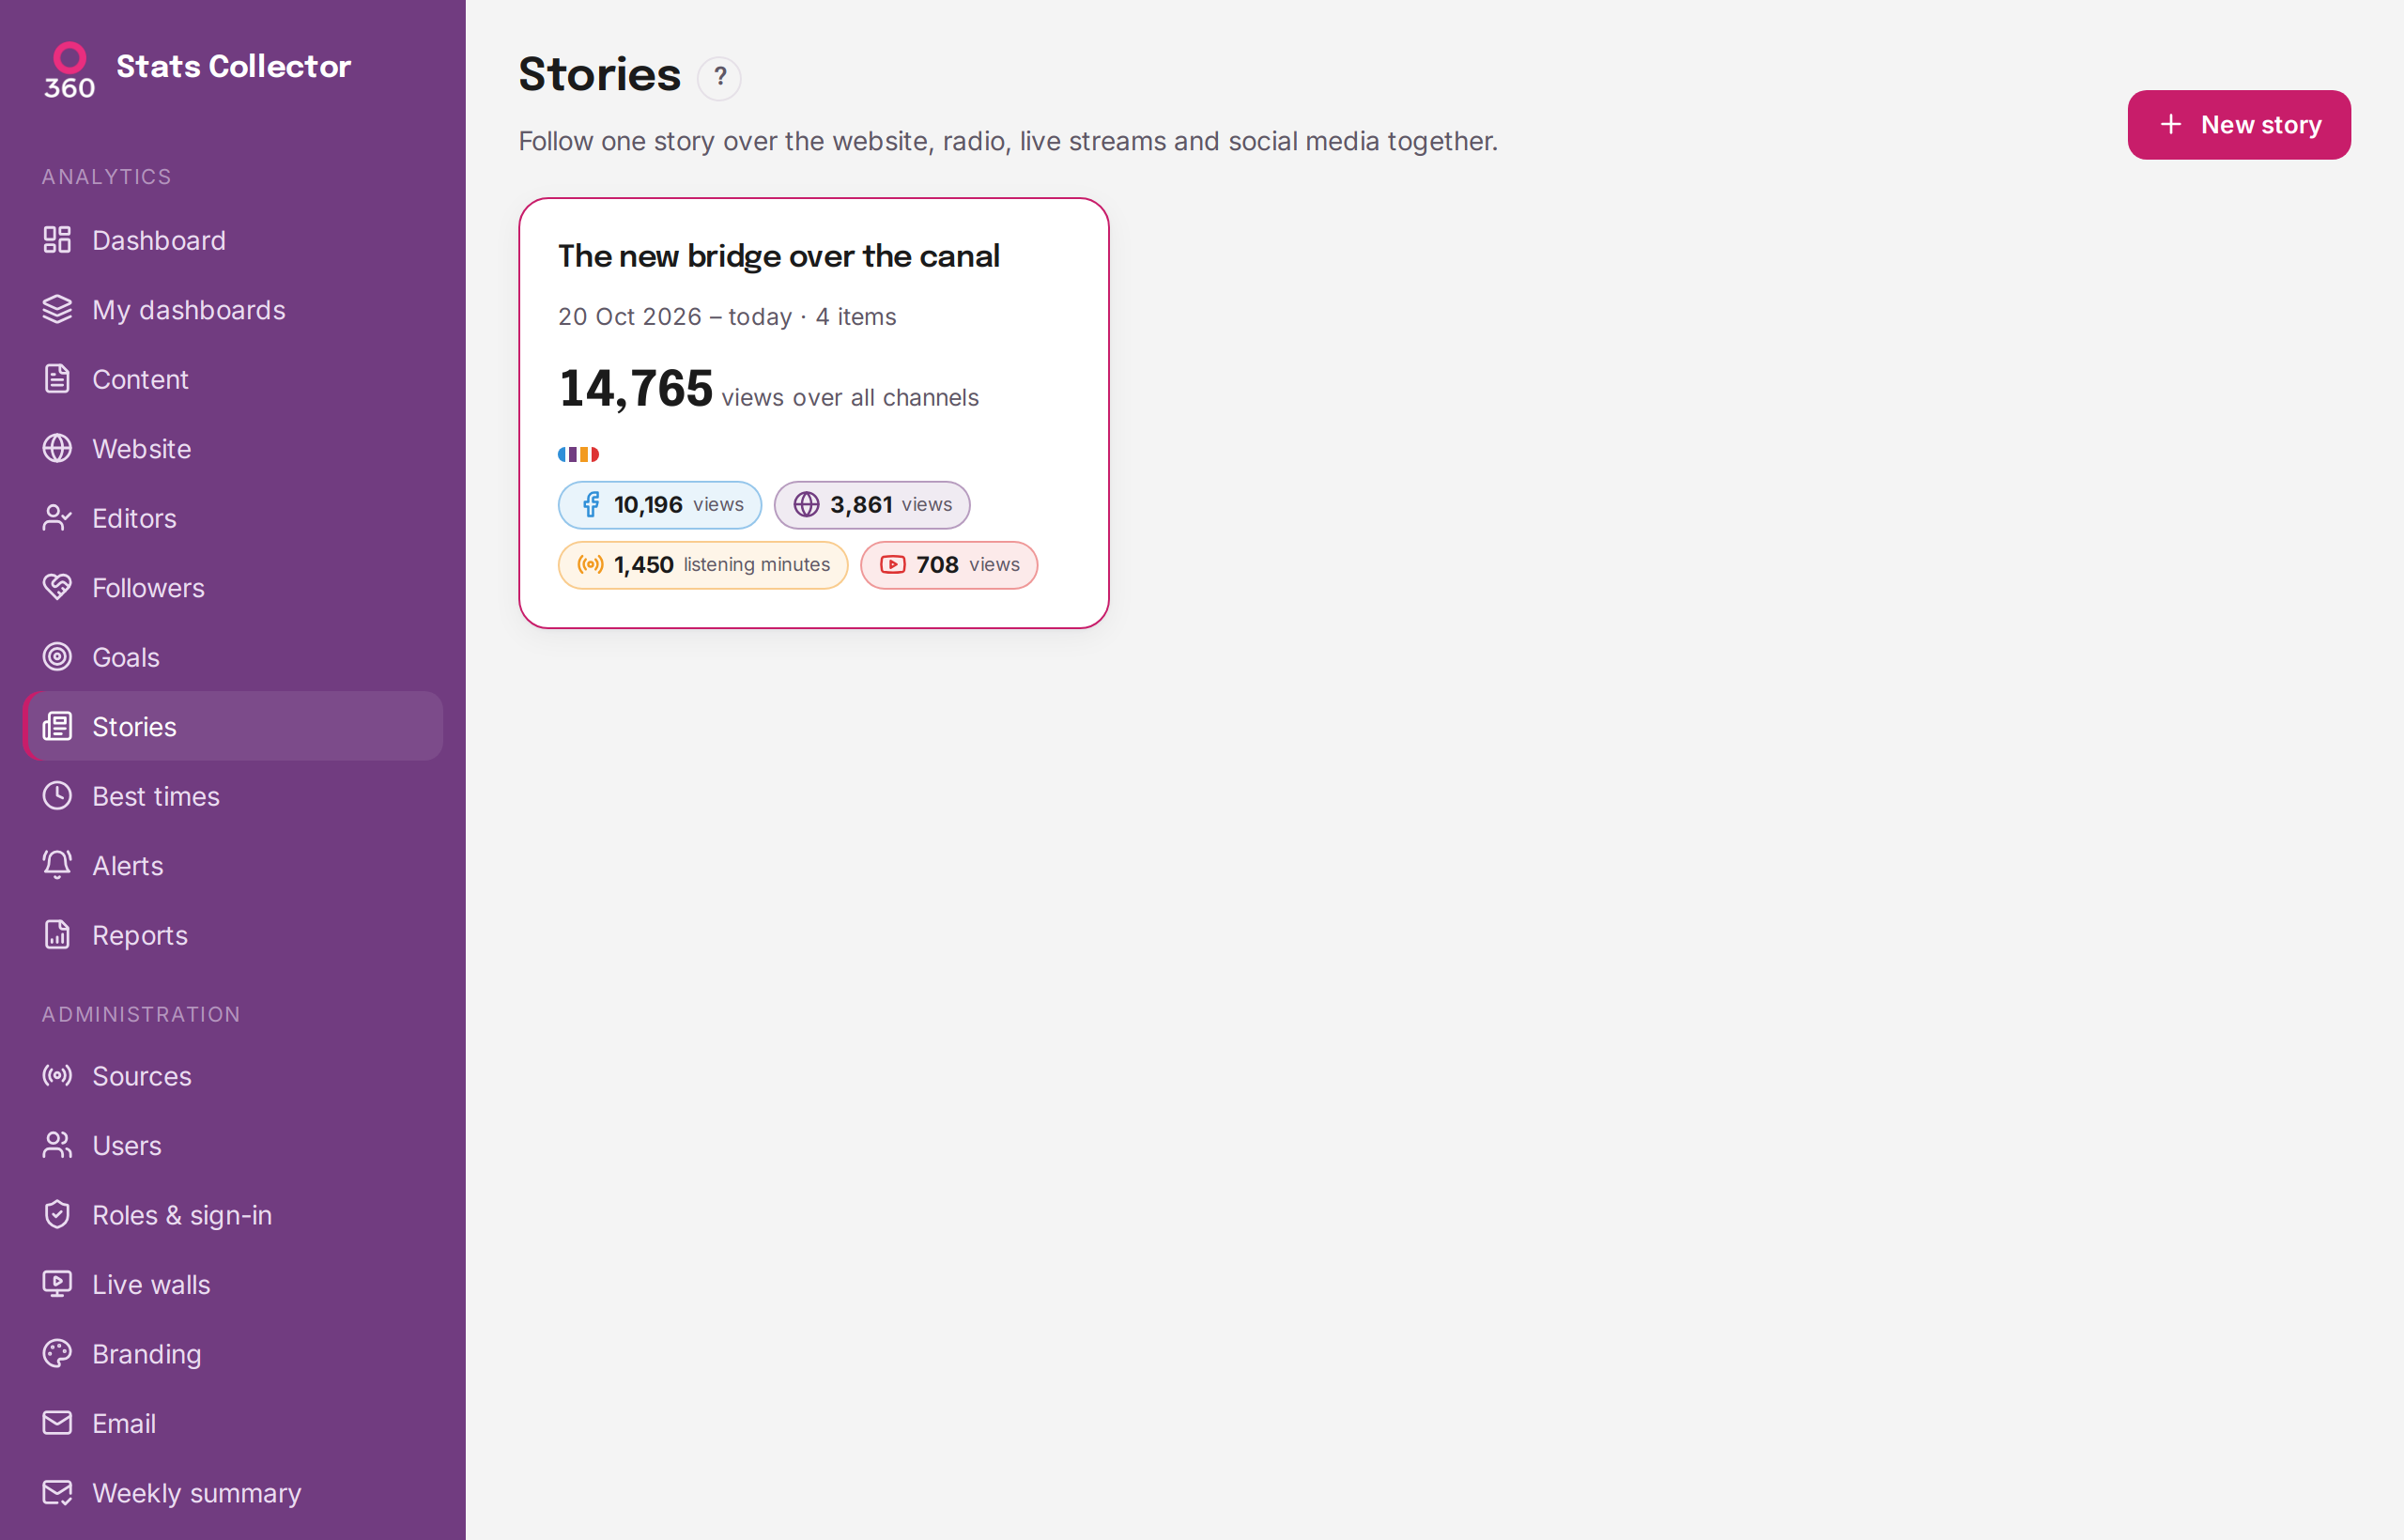 360
Stats Collector
ANALYTICS
Dashboard
My dashboards
Content
Website
Editors
Followers
Goals
Stories
Best times
Alerts
Reports
ADMINISTRATION
Sources
Users
Roles & sign-in
Live walls
Branding
Email
Weekly summary
Stories ?
Follow one story over the website, radio, live streams and social media together.
+ New story
The new bridge over the canal
20 Oct 2026 – today · 4 items
14,765 views over all channels
10,196 views 3,861 views
1,450 listening minutes 708 views